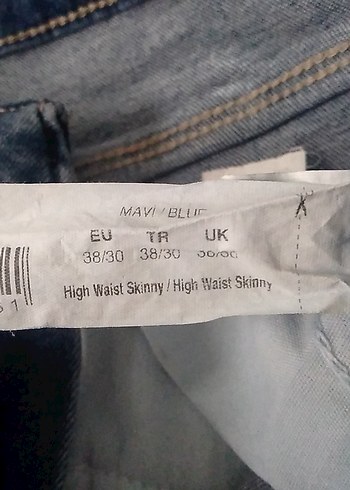 MAVİ / BLUE
EU TR UK
38/30 38/30
High Waist Skinny / High Waist Skinny